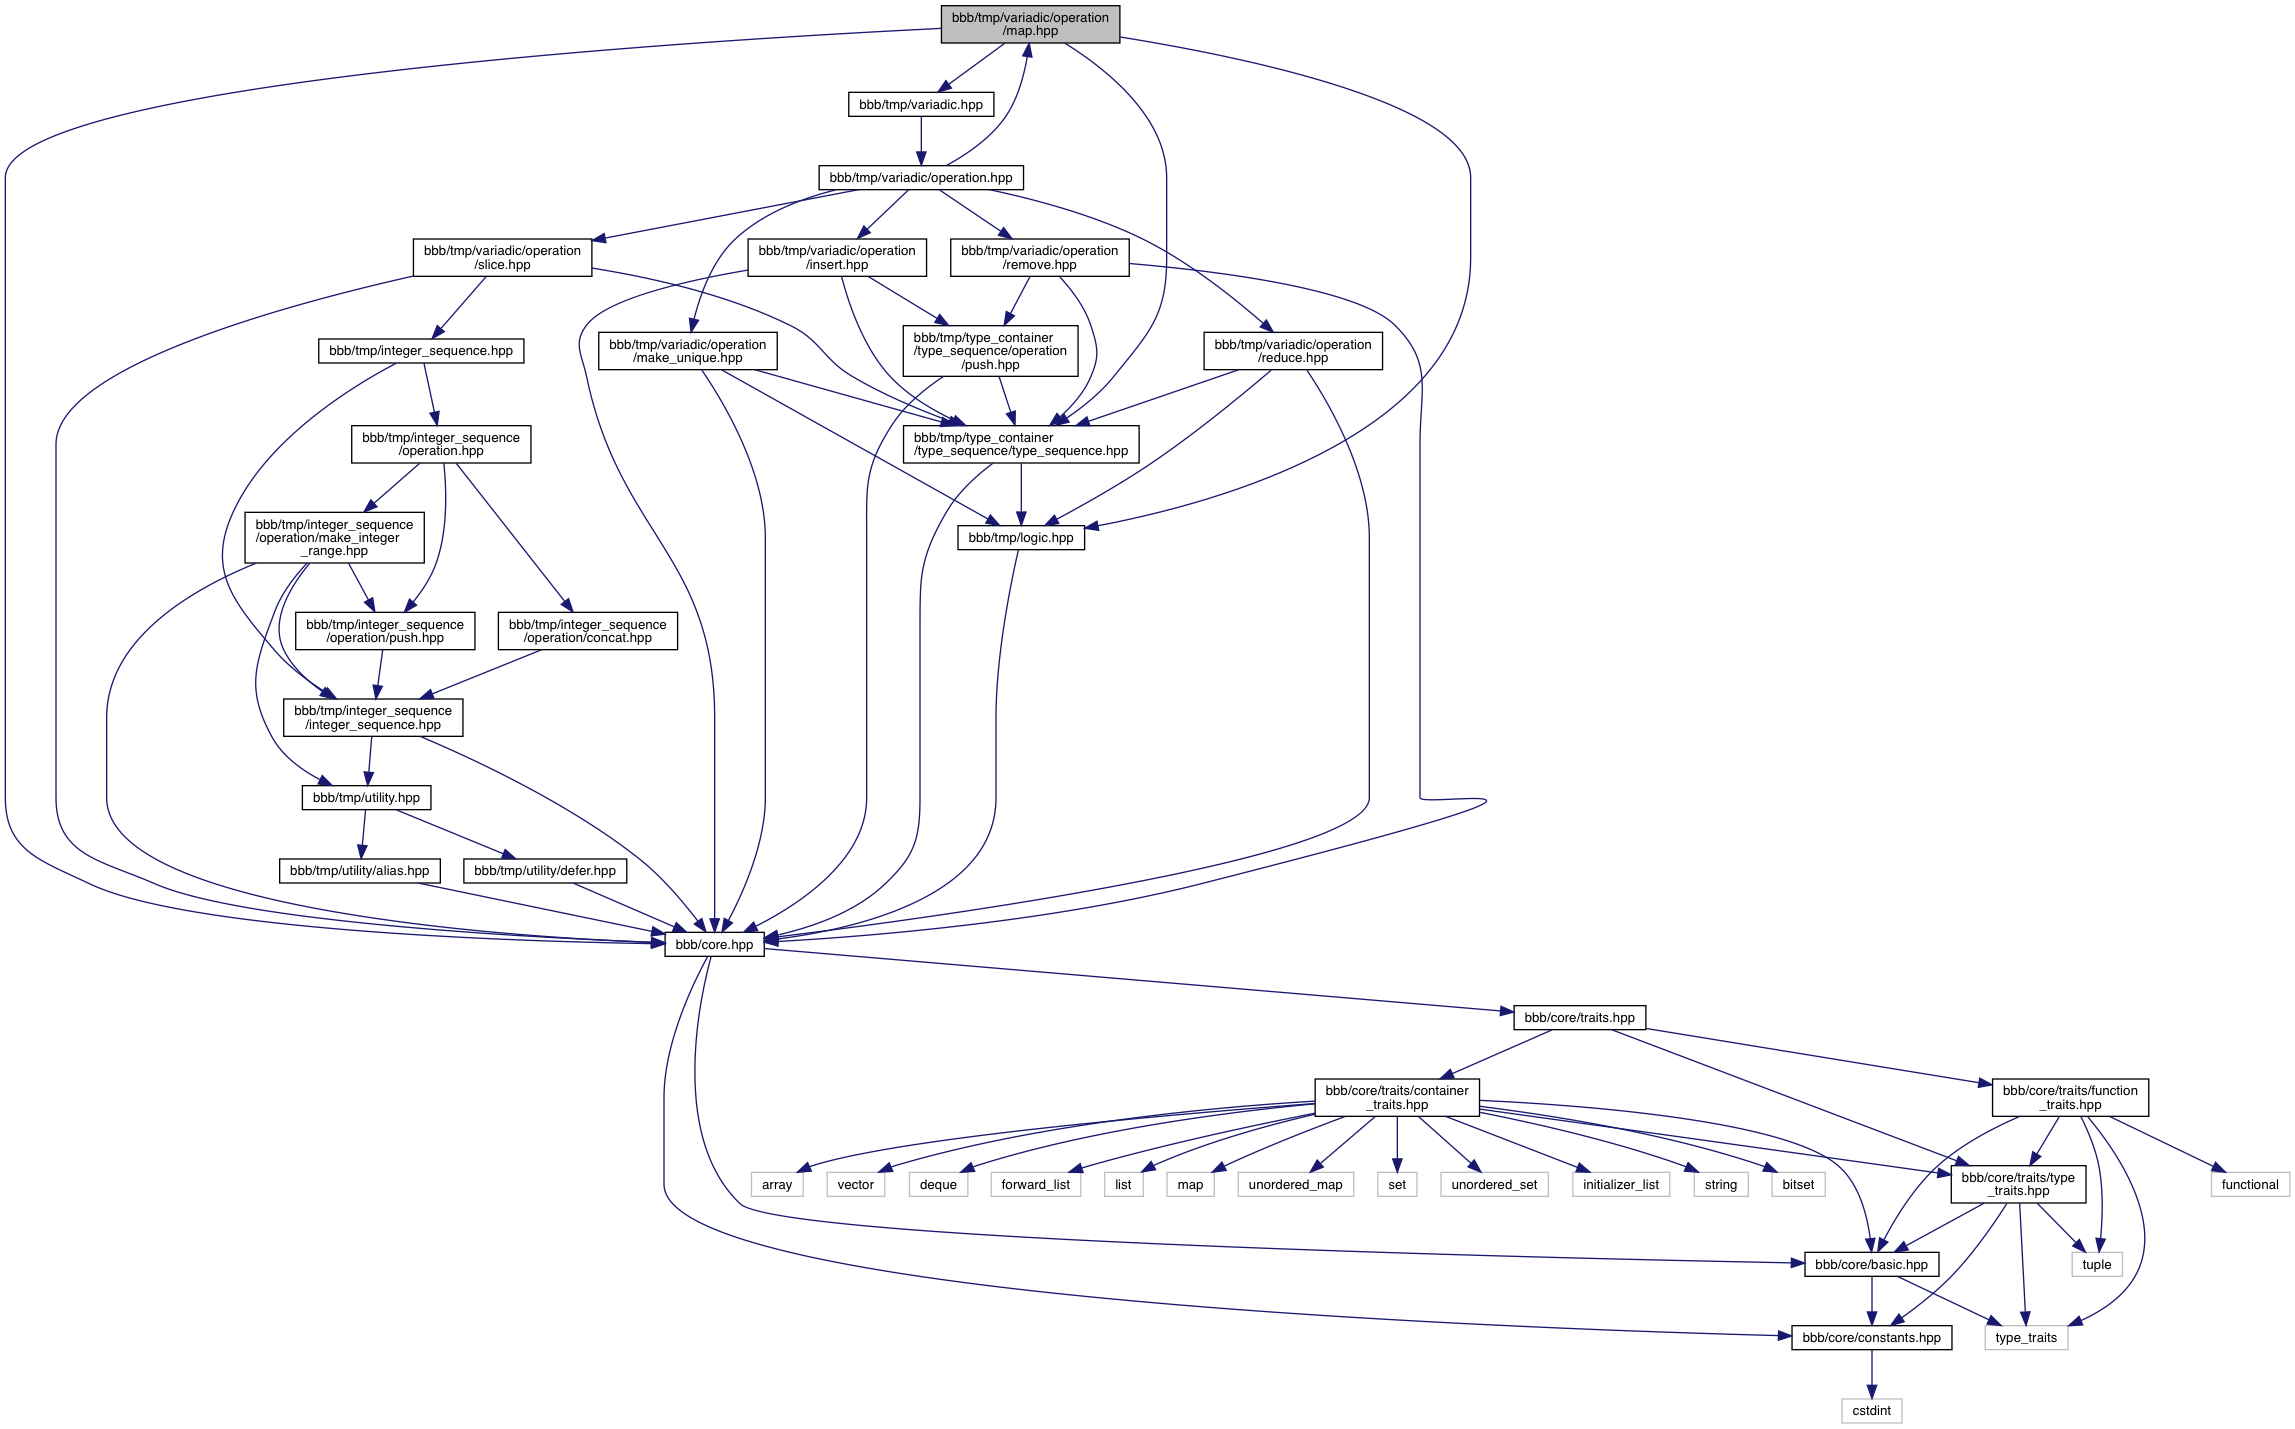 bbb/tmp/variadic/operation
/map.hpp
bbb/tmp/variadic.hpp
bbb/tmp/variadic/operation.hpp
bbb/tmp/variadic/operation
/slice.hpp
bbb/tmp/variadic/operation
/insert.hpp
bbb/tmp/variadic/operation
/remove.hpp
bbb/tmp/integer_sequence.hpp
bbb/tmp/variadic/operation
/make_unique.hpp
bbb/tmp/type_container
/type_sequence/operation
/push.hpp
bbb/tmp/variadic/operation
/reduce.hpp
bbb/tmp/integer_sequence
/operation.hpp
bbb/tmp/type_container
/type_sequence/type_sequence.hpp
bbb/tmp/integer_sequence
/operation/make_integer
_range.hpp
bbb/tmp/logic.hpp
bbb/tmp/integer_sequence
/operation/push.hpp
bbb/tmp/integer_sequence
/operation/concat.hpp
bbb/tmp/integer_sequence
/integer_sequence.hpp
bbb/tmp/utility.hpp
bbb/tmp/utility/alias.hpp
bbb/tmp/utility/defer.hpp
bbb/core.hpp
bbb/core/traits.hpp
bbb/core/traits/container
_traits.hpp
bbb/core/traits/function
_traits.hpp
array
vector
deque
forward_list
list
map
unordered_map
set
unordered_set
initializer_list
string
bitset
bbb/core/traits/type
_traits.hpp
functional
bbb/core/basic.hpp
tuple
bbb/core/constants.hpp
type_traits
cstdint